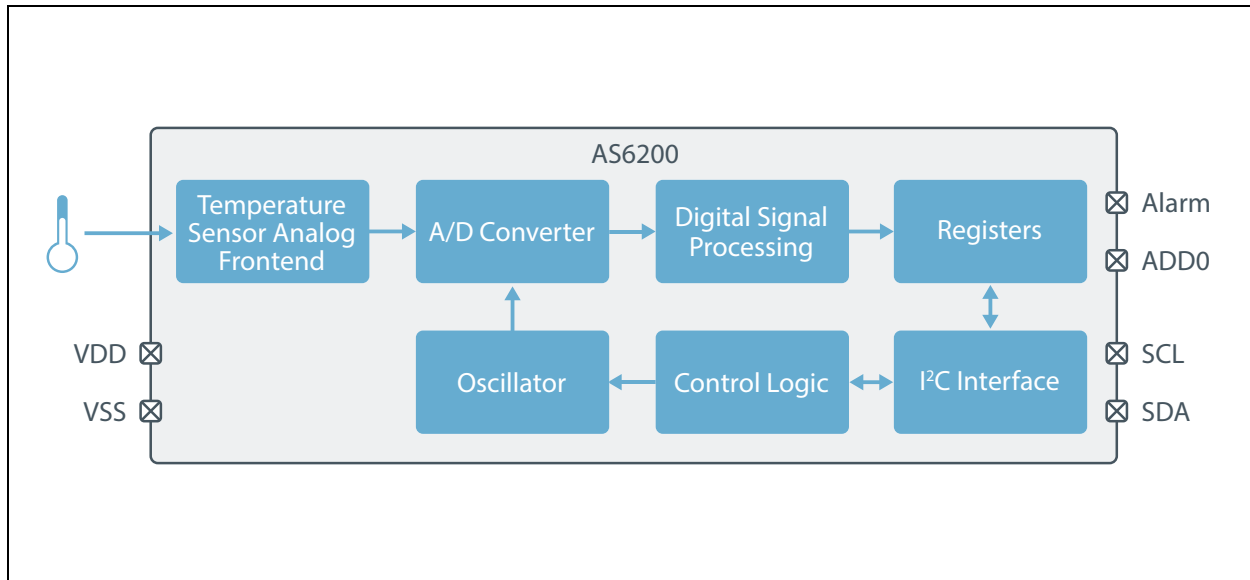 AS6200
Temperature
Sensor Analog
Frontend
A/D Converter
Digital Signal
Processing
Registers
Alarm
ADD0
VDD
VSS
Oscillator
Control Logic
I²C Interface
SCL
SDA